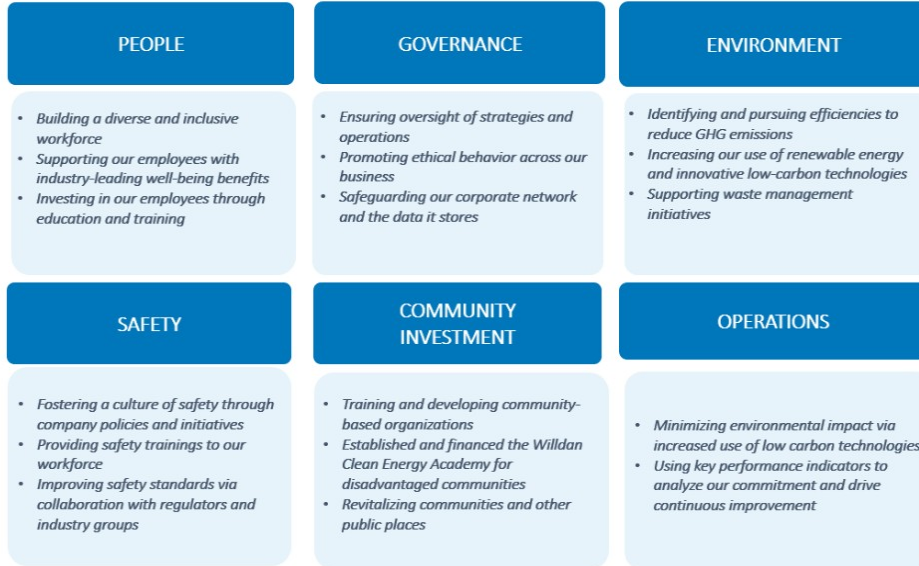 PEOPLE
• Building a diverse and inclusive
workforce
• Supporting our employees with
industry-leading well-being benefits
• Investing in our employees through
education and training
GOVERNANCE
• Ensuring oversight of strategies and
operations
• Promoting ethical behavior across our
business
• Safeguarding our corporate network
and the data it stores
ENVIRONMENT
• Identifying and pursuing efficiencies to
reduce GHG emissions
• Increasing our use of renewable energy
and innovative low-carbon technologies
• Supporting waste management
initiatives
SAFETY
• Fostering a culture of safety through
company policies and initiatives
• Providing safety trainings to our
workforce
• Improving safety standards via
collaboration with regulators and
industry groups
COMMUNITY
INVESTMENT
• Training and developing community-
based organizations
• Established and financed the Willdan
Clean Energy Academy for
disadvantaged communities
• Revitalizing communities and other
public places
OPERATIONS
• Minimizing environmental impact via
increased use of low carbon technologies
• Using key performance indicators to
analyze our commitment and drive
continuous improvement